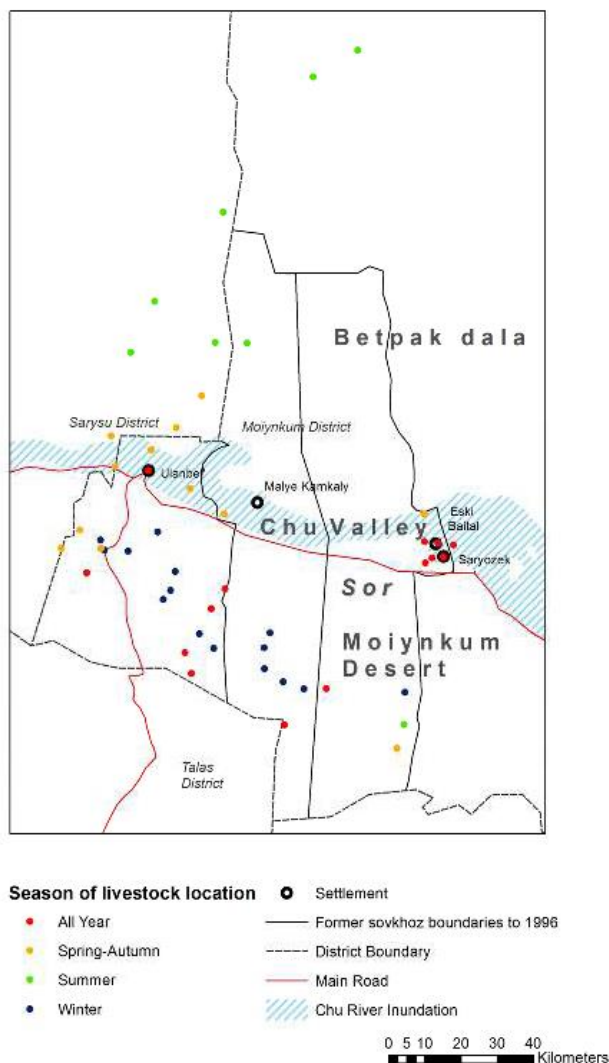 Betpak dala
Sarysu District
Moiynkum District
Ulanbel
Malye Kamkaly
Chu Valley
Eski
Baital
Saryozek
Sor
Moiynkum
Desert
Talas
District
Season of livestock location
All Year
Spring-Autumn
Summer
Winter
Settlement
Former sovkhoz boundaries to 1996
District Boundary
Main Road
Chu River Inundation
0 5 10 20 30 40
Kilometers